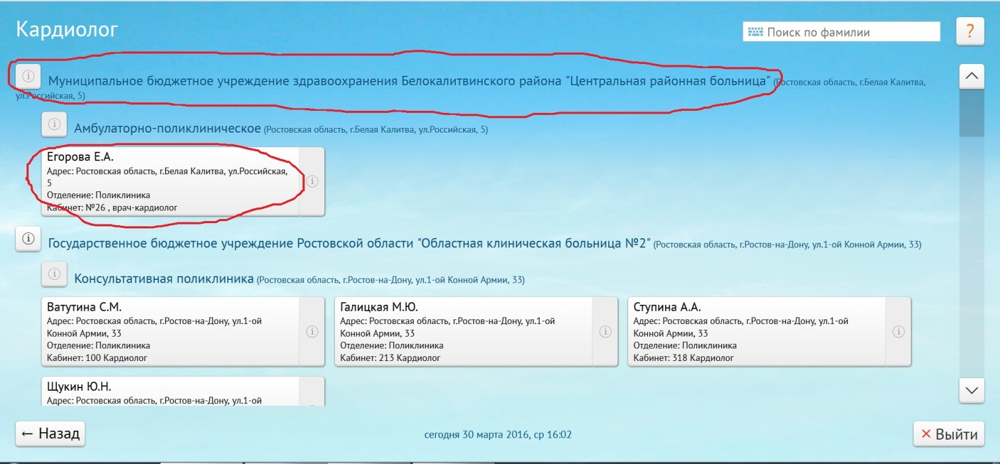 Кардиолог
Поиск по фамилии
?
Муниципальное бюджетное учреждение здравоохранения Белокалитвинского района "Центральная районная больница" (Ростовская область, г.Белая Калитва,
ул.Российская, 5)
Амбулаторно-поликлиническое (Ростовская область, г.Белая Калитва, ул.Российская, 5)
Егорова Е.А.
Адрес: Ростовская область, г.Белая Калитва, ул.Российская,
5
Отделение: Поликлиника
Кабинет: №26 , врач-кардиолог
Государственное бюджетное учреждение Ростовской области "Областная клиническая больница №2" (Ростовская область, г.Ростов-на-Дону, ул.1-ой Конной Армии, 33)
Консультативная поликлиника (Ростовская область, г.Ростов-на-Дону, ул.1-ой Конной Армии, 33)
Ватутина С.М.
Адрес: Ростовская область, г.Ростов-на-Дону, ул.1-ой
Конной Армии, 33
Отделение: Поликлиника
Кабинет: 100 Кардиолог
Галицкая М.Ю.
Адрес: Ростовская область, г.Ростов-на-Дону, ул.1-ой
Конной Армии, 33
Отделение: Поликлиника
Кабинет: 213 Кардиолог
Ступина А.А.
Адрес: Ростовская область, г.Ростов-на-Дону, ул.1-ой
Конной Армии, 33
Отделение: Поликлиника
Кабинет: 318 Кардиолог
Щукин Ю.Н.
Адрес: Ростовская область, г.Ростов-на-Дону, ул.1-ой
← Назад
сегодня 30 марта 2016, ср 16:02
× Выйти